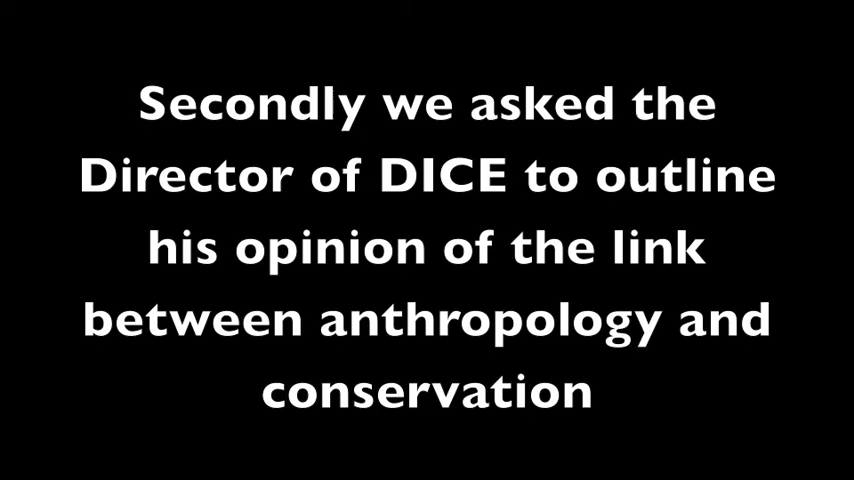 Secondly we asked the
Director of DICE to outline
his opinion of the link
between anthropology and
conservation